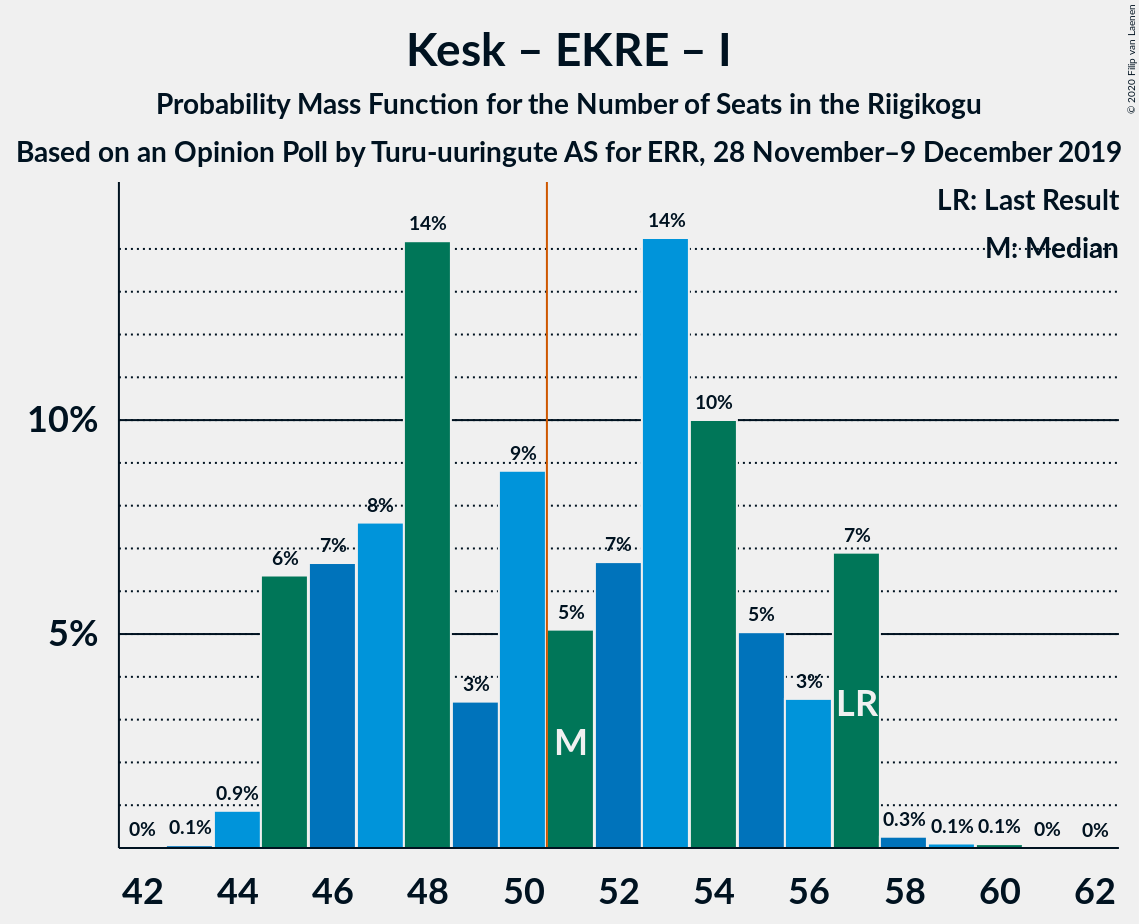 Kesk – EKRE – I
Probability Mass Function for the Number of Seats in the Riigikogu
Based on an Opinion Poll by Turu-uuringute AS for ERR, 28 November–9 December 2019
© 2020 Filip van Laenen
LR: Last Result
M: Median
10%
5%
0%
0.1%
0.9%
6%
7%
8%
14%
3%
9%
5%
7%
14%
10%
5%
3%
7%
0.3%
0.1%
0.1%
0%
0%
M
LR
42 44 46 48 50 52 54 56 58 60 62